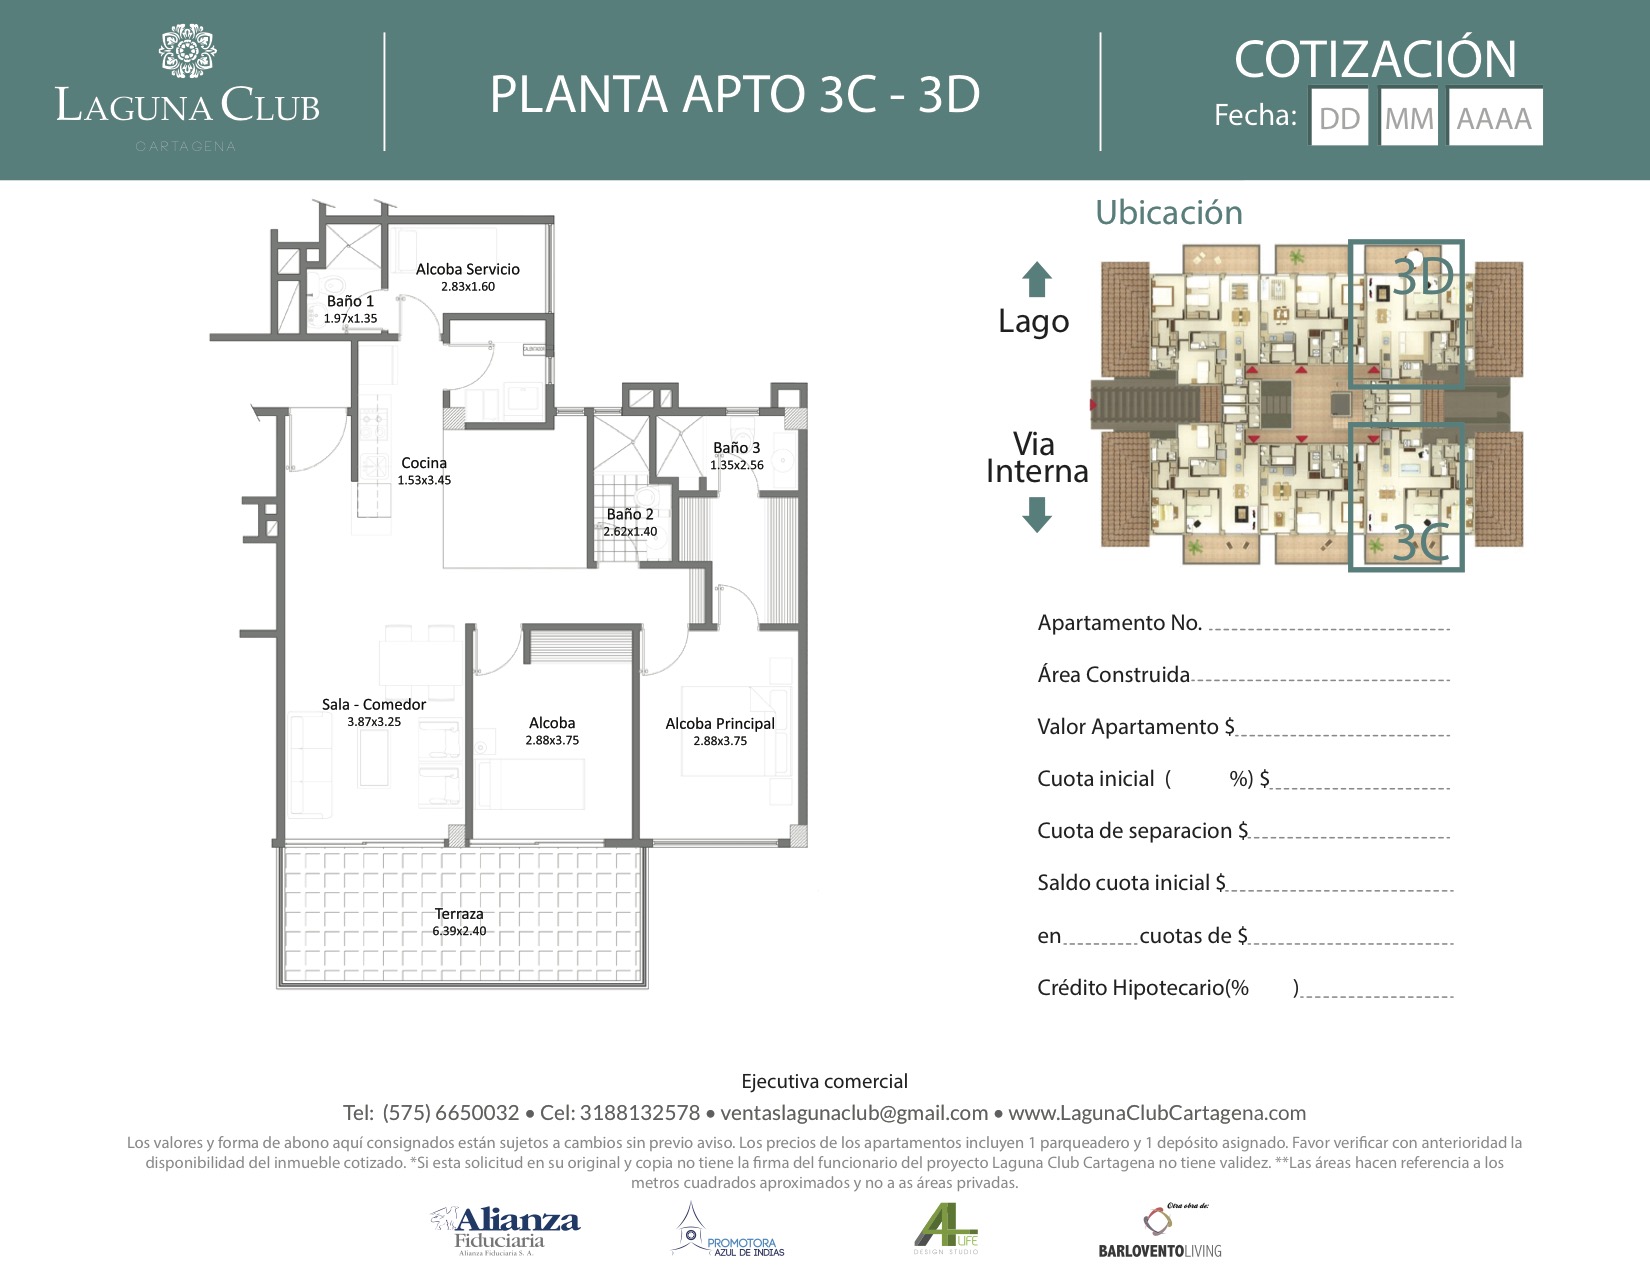 LAGUNA CLUB
CARTAGENA
PLANTA APTO 3C - 3D
COTIZACIÓN
Fecha: DD MM AAAA
Alcoba Servicio
2.83x1.60
Baño 1
1.97x1.35
Cocina
1.53x3.45
Baño 3
1.35x2.56
Baño 2
2.62x1.40
Sala - Comedor
3.87x3.25
Alcoba
2.88x3.75
Alcoba Principal
2.88x3.75
Terraza
6.39x2.40
Ubicación
Lago
Via
Interna
3D
3C
Apartamento No.
Área Construida
Valor Apartamento $
Cuota inicial ( %) $
Cuota de separacion $
Saldo cuota inicial $
en cuotas de $
Crédito Hipotecario(% )
Ejecutiva comercial
Tel: (575) 6650032 • Cel: 3188132578 • ventaslagunaclub@gmail.com • www.LagunaClubCartagena.com
Los valores y forma de abono aquí consignados están sujetos a cambios sin previo aviso. Los precios de los apartamentos incluyen 1 parqueadero y 1 depósito asignado. Favor verificar con anterioridad la
disponibilidad del inmueble cotizado. *Si esta solicitud en su original y copia no tiene la firma del funcionario del proyecto Laguna Club Cartagena no tiene validez. **Las áreas hacen referencia a los
metros cuadrados aproximados y no a as áreas privadas.
Alianza
Fiduciaria
Alianza Fiduciaria S. A.
PROMOTORA
AZUL DE INDIAS
A4LIFE
DESIGN STUDIO
Otra obra de:
BARLOVENTOLIVING